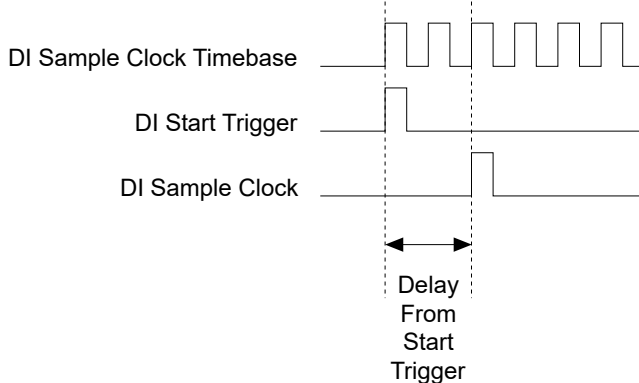 DI Sample Clock Timebase
DI Start Trigger
DI Sample Clock
Delay
From
Start
Trigger